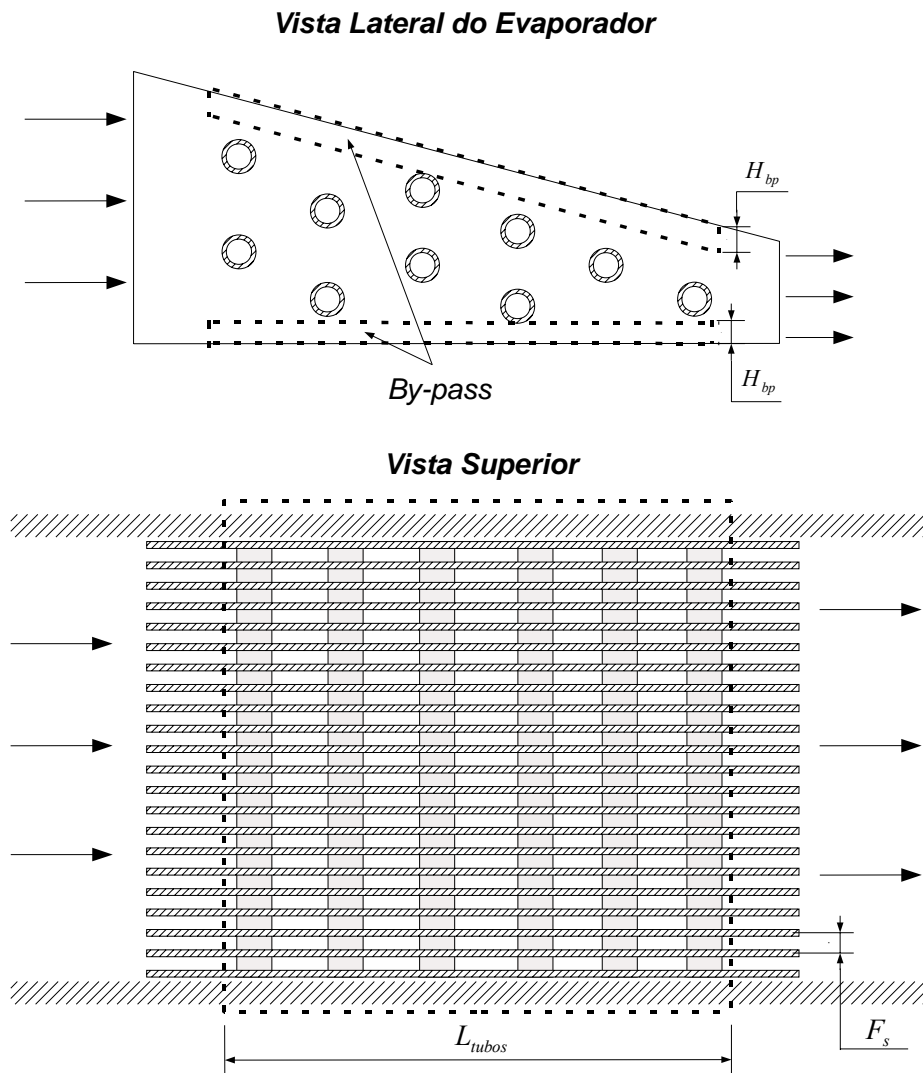 Vista Lateral do Evaporador
H_bp
By-pass
H_bp
Vista Superior
L_tubos
F_s